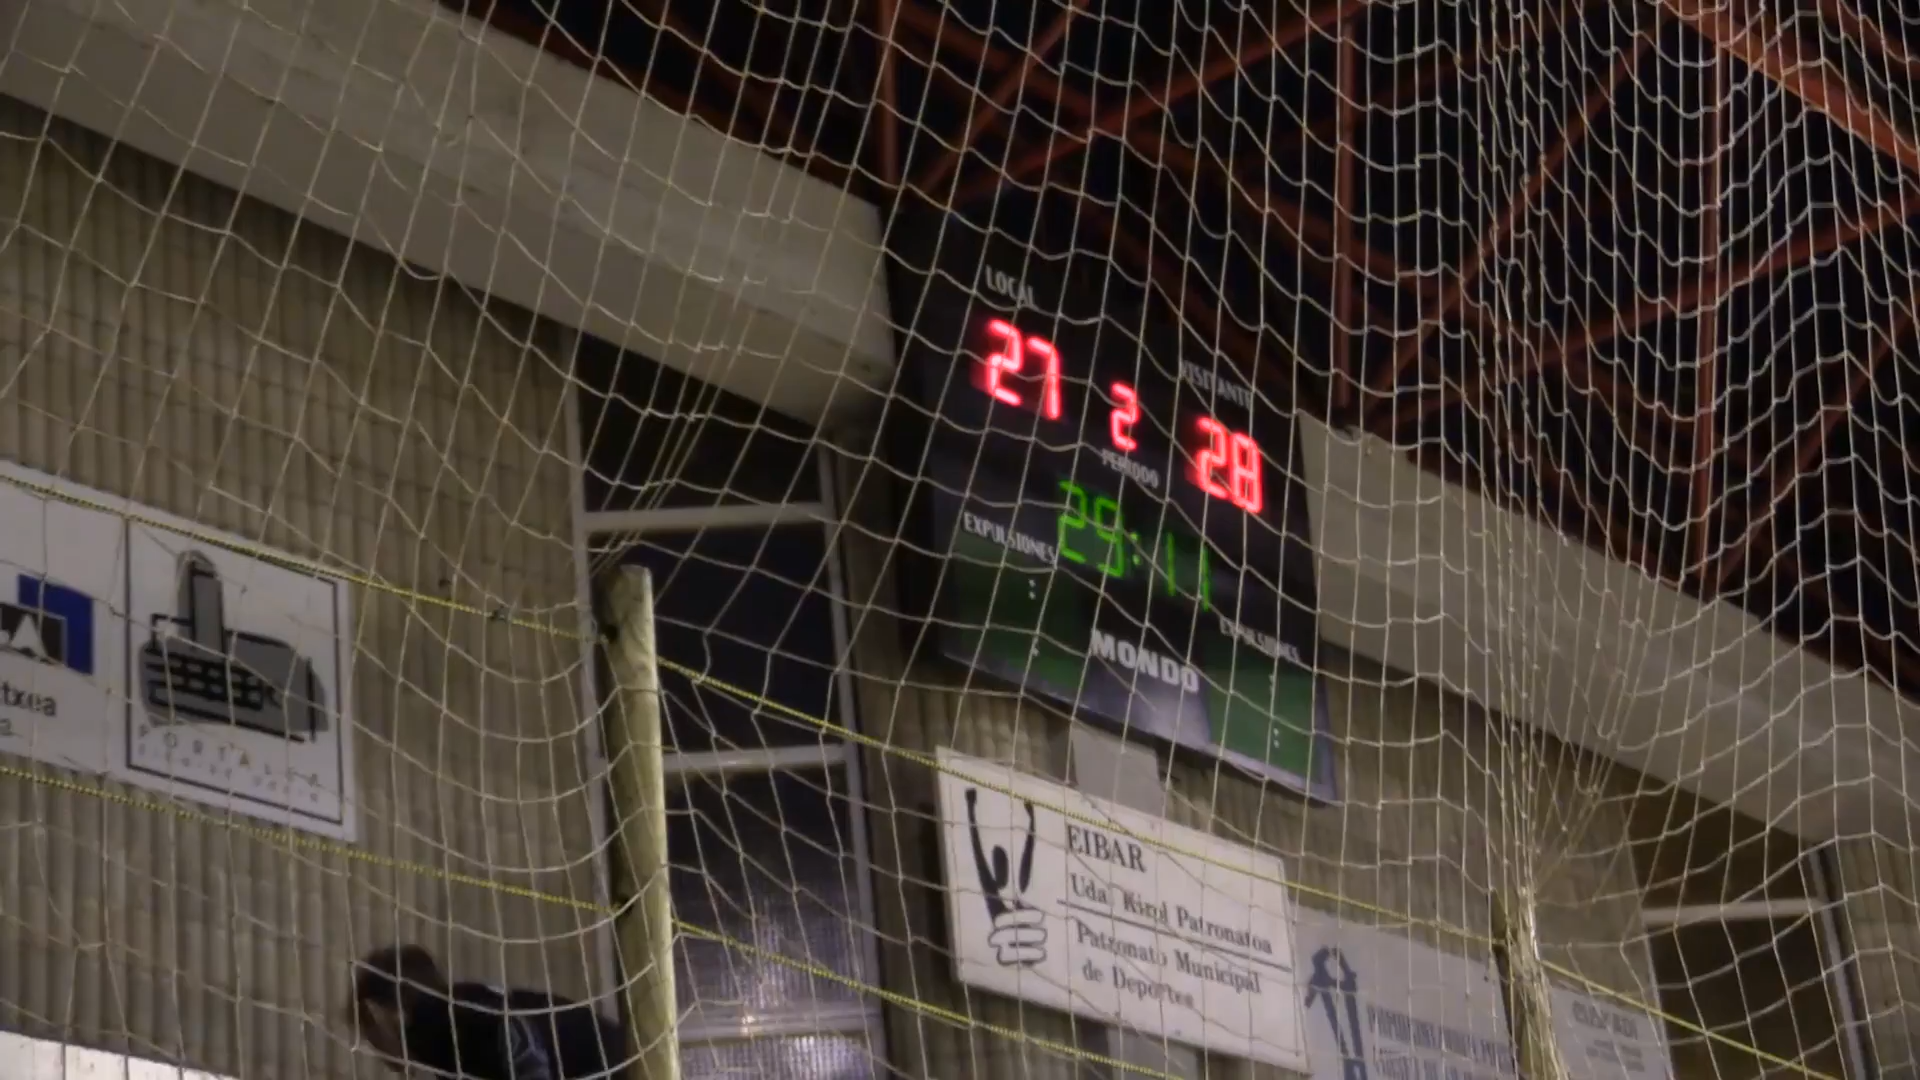 LOCAL
27
VISITANTE
2
28
PERIODO
EXPULSIONES
29:11
EXPULSIONES
:
:
:
:
MONDO
txea
a
PORTALEA
EIBAR
Uda Kirol Patronatoa
Patronato Municipal
de Deportes